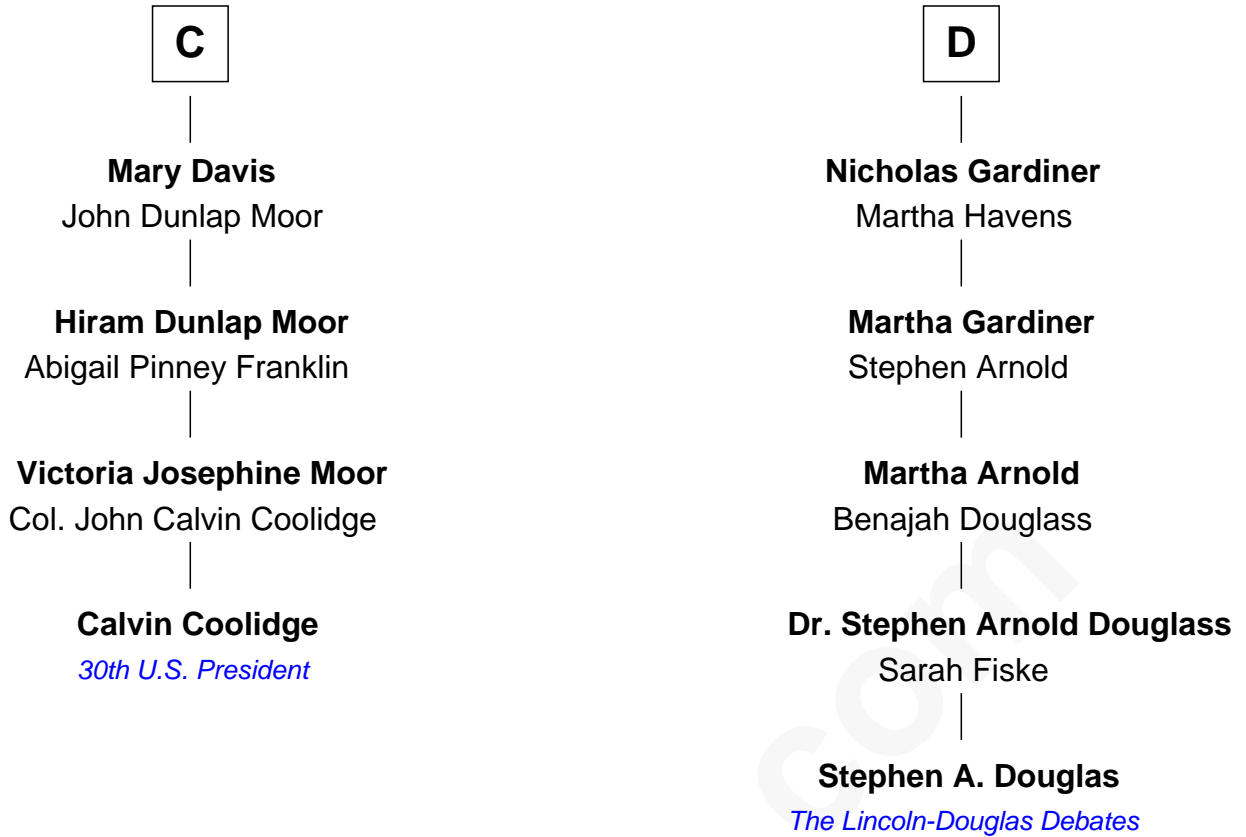 C
Mary Davis
John Dunlap Moor
Hiram Dunlap Moor
Abigail Pinney Franklin
Victoria Josephine Moor
Col. John Calvin Coolidge
Calvin Coolidge
30th U.S. President
D
Nicholas Gardiner
Martha Havens
Martha Gardiner
Stephen Arnold
Martha Arnold
Benajah Douglass
Dr. Stephen Arnold Douglass
Sarah Fiske
Stephen A. Douglas
The Lincoln-Douglas Debates
com